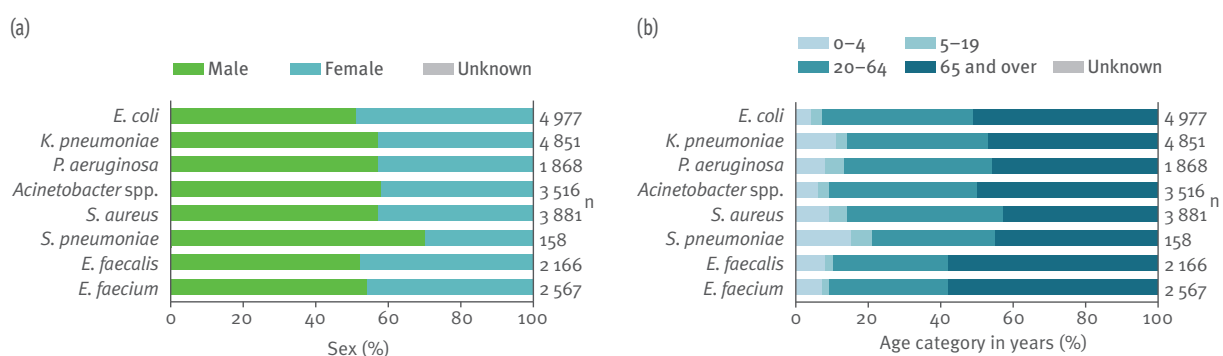 (a)
Male Female Unknown
E. coli 4 977
K. pneumoniae 4 851
P. aeruginosa 1 868
Acinetobacter spp. 3 516
n
S. aureus 3 881
S. pneumoniae 158
E. faecalis 2 166
E. faecium 2 567
0 20 40 60 80 100
Sex (%)
(b)
0–4 5–19
20–64 65 and over Unknown
E. coli 4 977
K. pneumoniae 4 851
P. aeruginosa 1 868
Acinetobacter spp. 3 516
n
S. aureus 3 881
S. pneumoniae 158
E. faecalis 2 166
E. faecium 2 567
0 20 40 60 80 100
Age category in years (%)